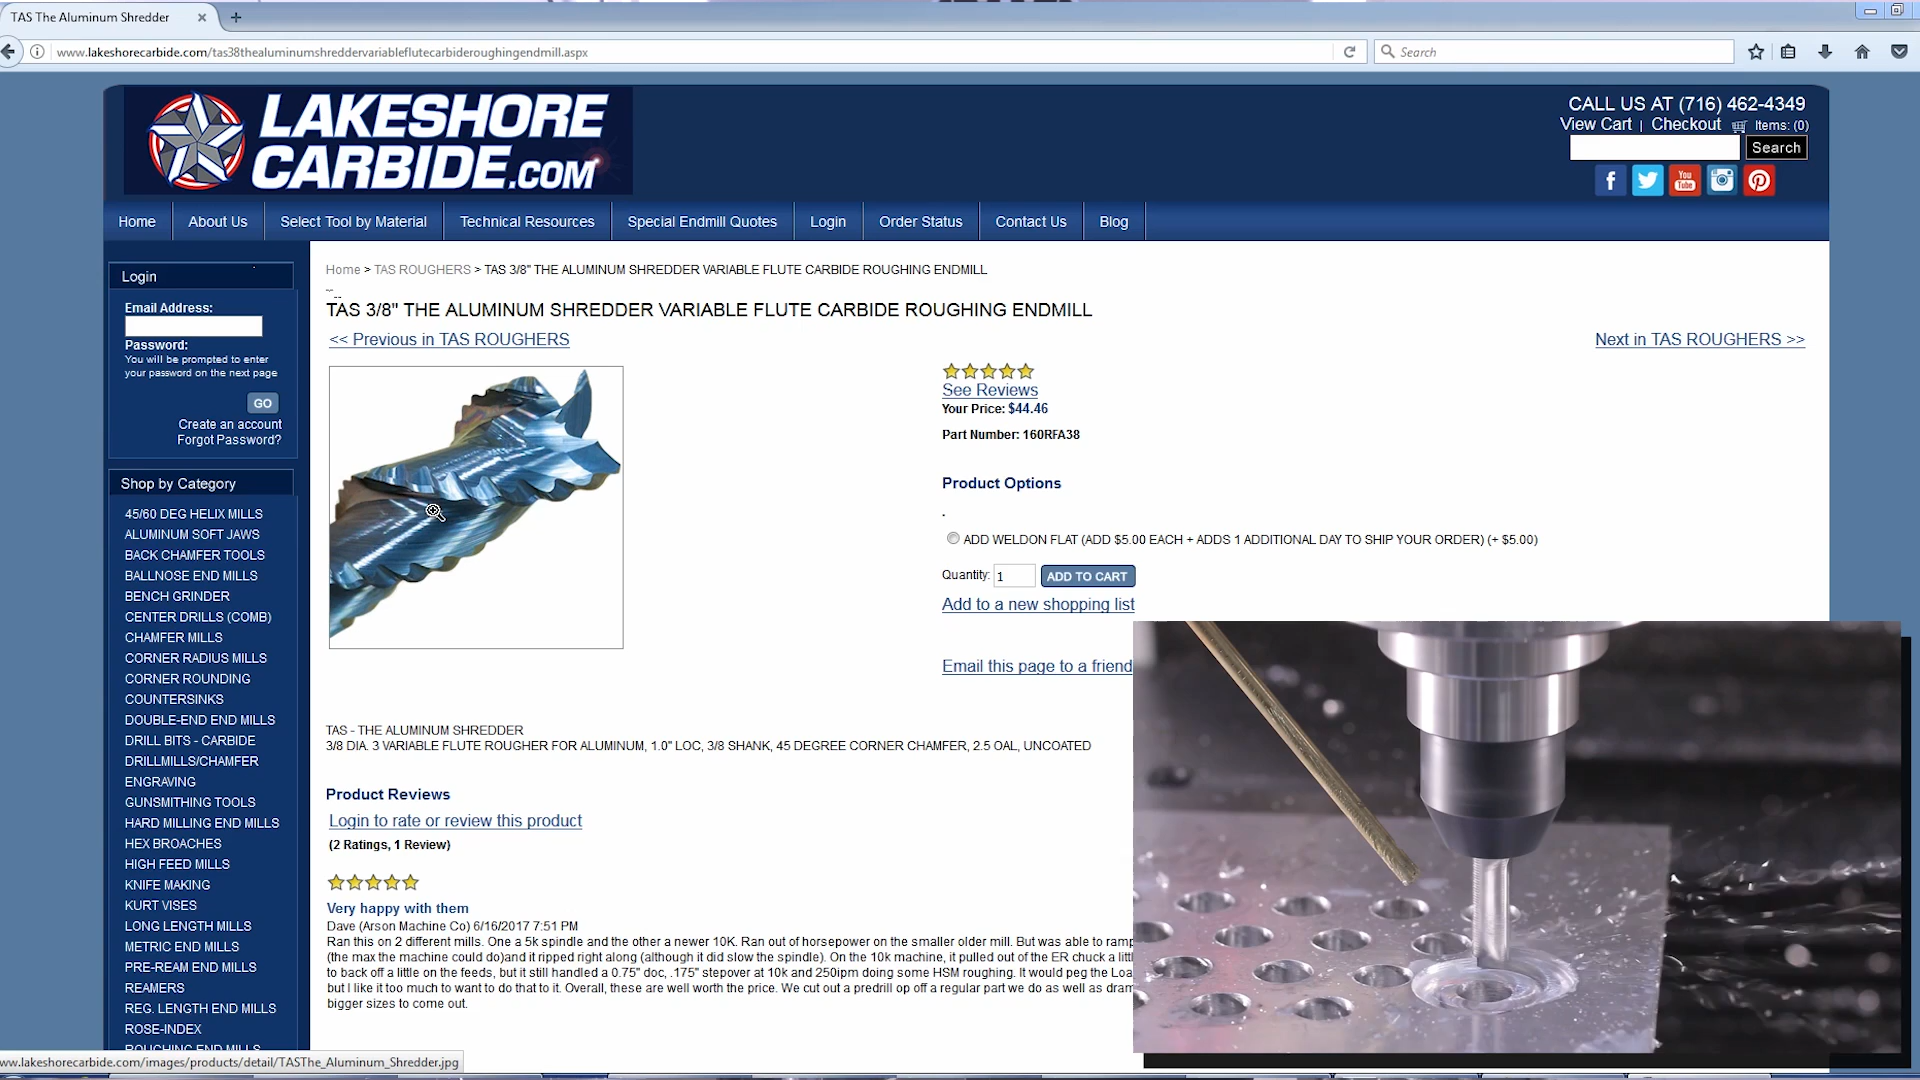 TAS The Aluminum Shredder
www.lakeshorecarbide.com/tas38thealuminumshreddervariableflutecarbideroughingendmill.aspx
Search
LAKESHORE
CARBIDE.COM
CALL US AT (716) 462-4349
View Cart | Checkout Items: (0)
Search
You
Tube
Home About Us Select Tool by Material Technical Resources Special Endmill Quotes Login Order Status Contact Us Blog
Login
Email Address:
Password:
You will be prompted to enter
your password on the next page
GO
Create an account
Forgot Password?
Shop by Category
45/60 DEG HELIX MILLS
ALUMINUM SOFT JAWS
BACK CHAMFER TOOLS
BALLNOSE END MILLS
BENCH GRINDER
CENTER DRILLS (COMB)
CHAMFER MILLS
CORNER RADIUS MILLS
CORNER ROUNDING
COUNTERSINKS
DOUBLE-END END MILLS
DRILL BITS - CARBIDE
DRILLMILLS/CHAMFER
ENGRAVING
GUNSMITHING TOOLS
HARD MILLING END MILLS
HEX BROACHES
HIGH FEED MILLS
KNIFE MAKING
KURT VISES
LONG LENGTH MILLS
METRIC END MILLS
PRE-REAM END MILLS
REAMERS
REG. LENGTH END MILLS
ROSE-INDEX
ROUGHING END MILLS
Home > TAS ROUGHERS > TAS 3/8" THE ALUMINUM SHREDDER VARIABLE FLUTE CARBIDE ROUGHING ENDMILL
TAS 3/8" THE ALUMINUM SHREDDER VARIABLE FLUTE CARBIDE ROUGHING ENDMILL
<< Previous in TAS ROUGHERS
Next in TAS ROUGHERS >>
See Reviews
Your Price: $44.46
Part Number: 160RFA38
Product Options
.
ADD WELDON FLAT (ADD $5.00 EACH + ADDS 1 ADDITIONAL DAY TO SHIP YOUR ORDER) (+ $5.00)
Quantity: 1 ADD TO CART
Add to a new shopping list
Email this page to a friend
TAS - THE ALUMINUM SHREDDER
3/8 DIA. 3 VARIABLE FLUTE ROUGHER FOR ALUMINUM, 1.0" LOC, 3/8 SHANK, 45 DEGREE CORNER CHAMFER, 2.5 OAL, UNCOATED
Product Reviews
Login to rate or review this product
(2 Ratings, 1 Review)
Very happy with them
Dave (Arson Machine Co) 6/16/2017 7:51 PM
Ran this on 2 different mills. One a 5k spindle and the other a newer 10K. Ran out of horsepower on the smaller older mill. But was able to ramp
(the max the machine could do)and it ripped right along (although it did slow the spindle). On the 10k machine, it pulled out of the ER chuck a litl
to back off a little on the feeds, but it still handled a 0.75" doc, .175" stepover at 10k and 250ipm doing some HSM roughing. It would peg the Loa
but I like it too much to want to do that to it. Overall, these are well worth the price. We cut out a predrill op off a regular part we do as well as dram
bigger sizes to come out.
ww.lakeshorecarbide.com/images/products/detail/TASThe_Aluminum_Shredder.jpg